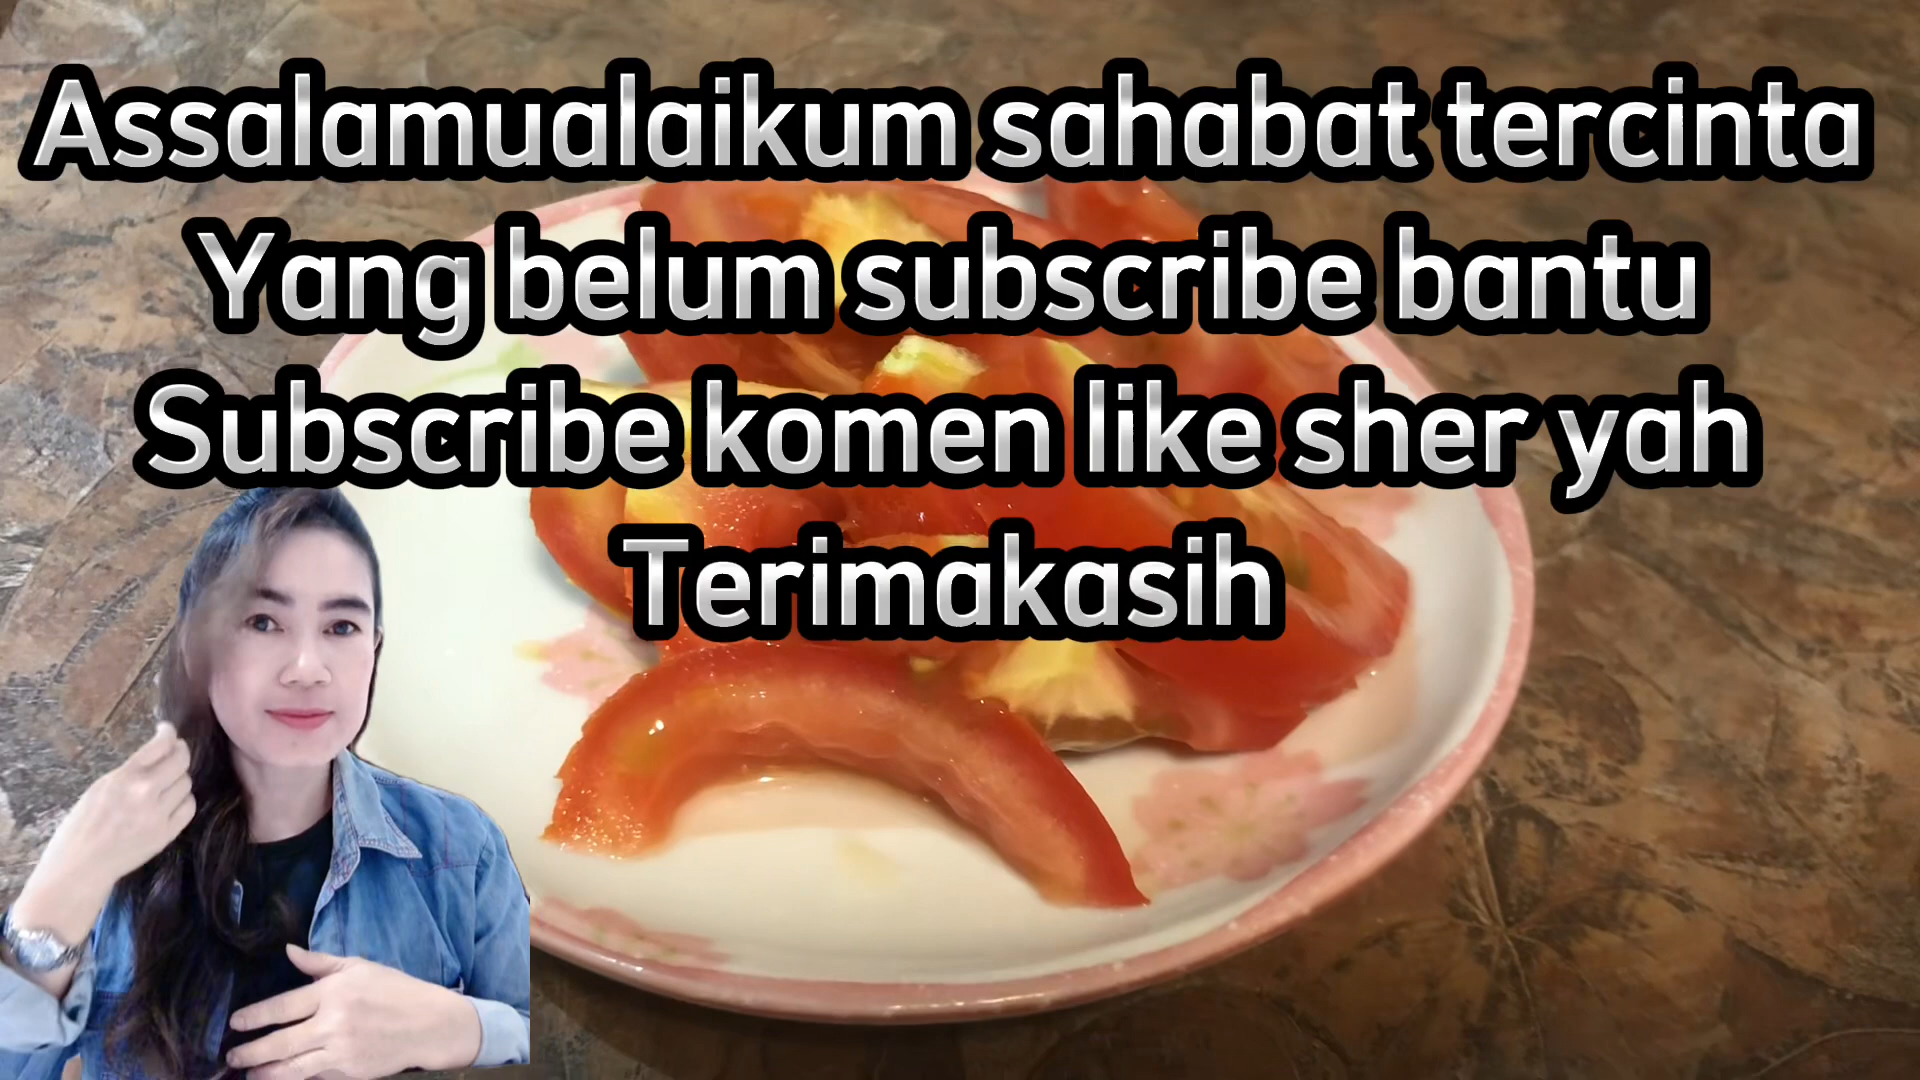 Assalamualaikum sahabat tercinta
Yang belum subscribe bantu
Subscribe komen like sher yah
Terimakasih